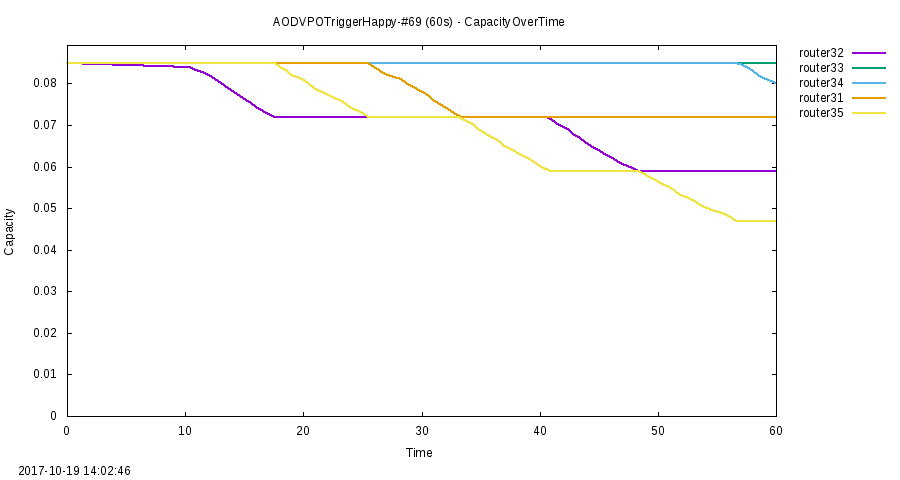 AODVPOTriggerHappy-#69 (60s) - CapacityOverTime
router32
router33
router34
router31
router35
0.08
0.07
0.06
0.05
0.04
0.03
0.02
0.01
0
Capacity
0 10 20 30 40 50 60
Time
2017-10-19 14:02:46